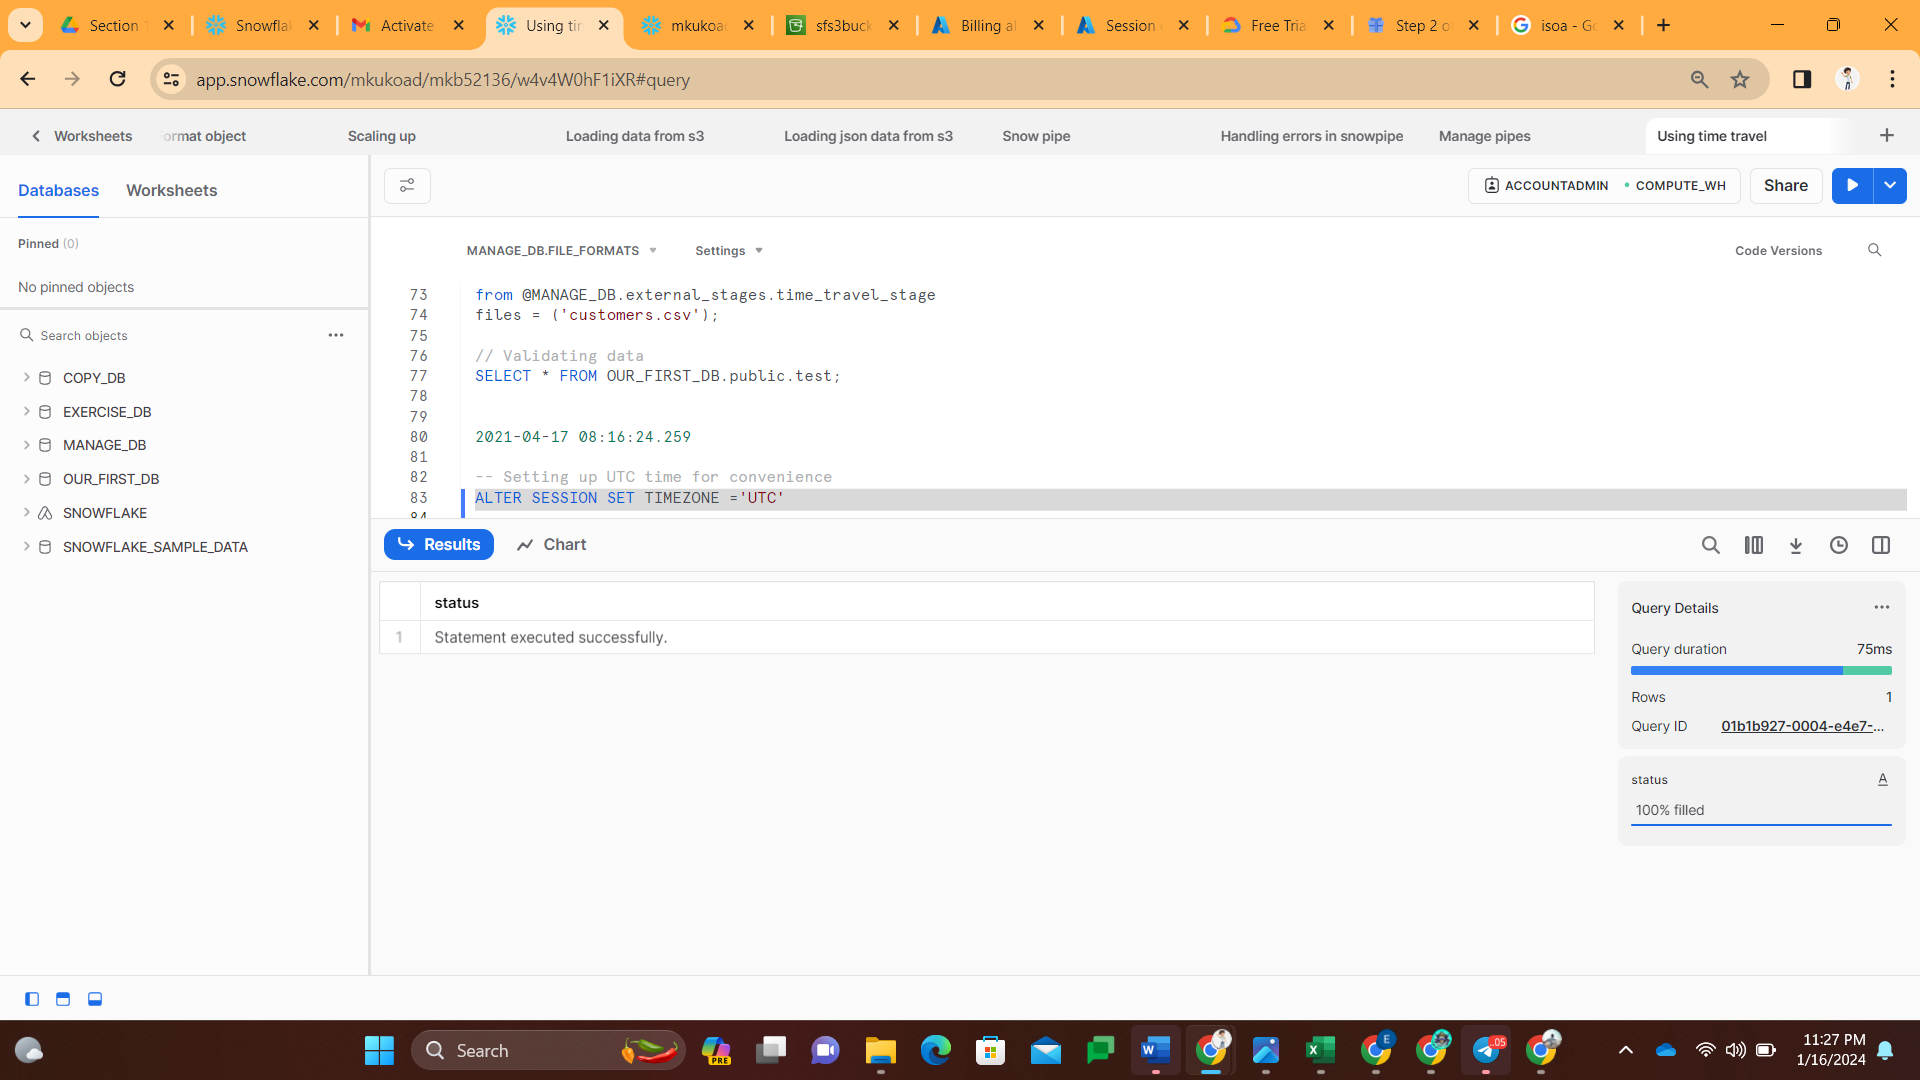 Section
Snowflak
Activate
Using tir
mkukoac
sfs3buck
Billing al
Session
Free Tria
Step 2 o
isoa - Go
app.snowflake.com/mkukoad/mkb52136/w4v4W0hF1iXR#query
Worksheets
ormat object
Scaling up
Loading data from s3
Loading json data from s3
Snow pipe
Handling errors in snowpipe
Manage pipes
Using time travel
Databases
Worksheets
ACCOUNTADMIN
COMPUTE_WH
Share
Pinned (0)
No pinned objects
Search objects
COPY_DB
EXERCISE_DB
MANAGE_DB
OUR_FIRST_DB
SNOWFLAKE
SNOWFLAKE_SAMPLE_DATA
MANAGE_DB.FILE_FORMATS
Settings
Code Versions
73 from @MANAGE_DB.external_stages.time_travel_stage
74 files = ('customers.csv');
75
76 // Validating data
77 SELECT * FROM OUR_FIRST_DB.public.test;
78
79
80 2021-04-17 08:16:24.259
81
82 -- Setting up UTC time for convenience
83 ALTER SESSION SET TIMEZONE ='UTC'
84
Results
Chart
status
1 Statement executed successfully.
Query Details
Query duration 75ms
Rows 1
Query ID 01b1b927-0004-e4e7-...
status A
100% filled
Search
PRE
W
X
E
.05
11:27 PM
1/16/2024